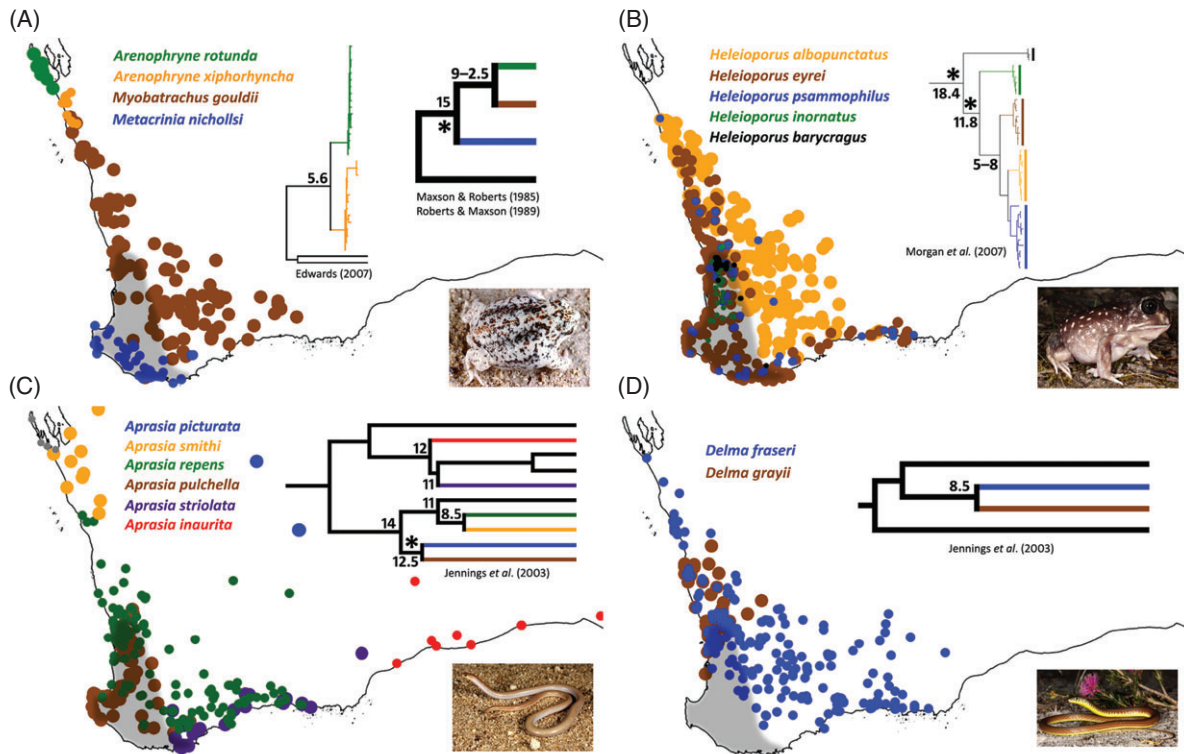 (A)
Arenophryne rotunda
Arenophryne xiphorhyncha
Myobatrachus gouldii
Metacrinia nichollsi
5.6
Edwards (2007)
9–2.5
15
*
Maxson & Roberts (1985)
Roberts & Maxson (1989)
(B)
Heleioporus albopunctatus
Heleioporus eyrei
Heleioporus psammophilus
Heleioporus inornatus
Heleioporus barycragus
*
18.4
*
11.8
5–8
Morgan et al. (2007)
(C)
Aprasia picturata
Aprasia smithi
Aprasia repens
Aprasia pulchella
Aprasia striolata
Aprasia inaurita
12
11
11
14
8.5
*
12.5
Jennings et al. (2003)
(D)
Delma fraseri
Delma grayii
8.5
Jennings et al. (2003)